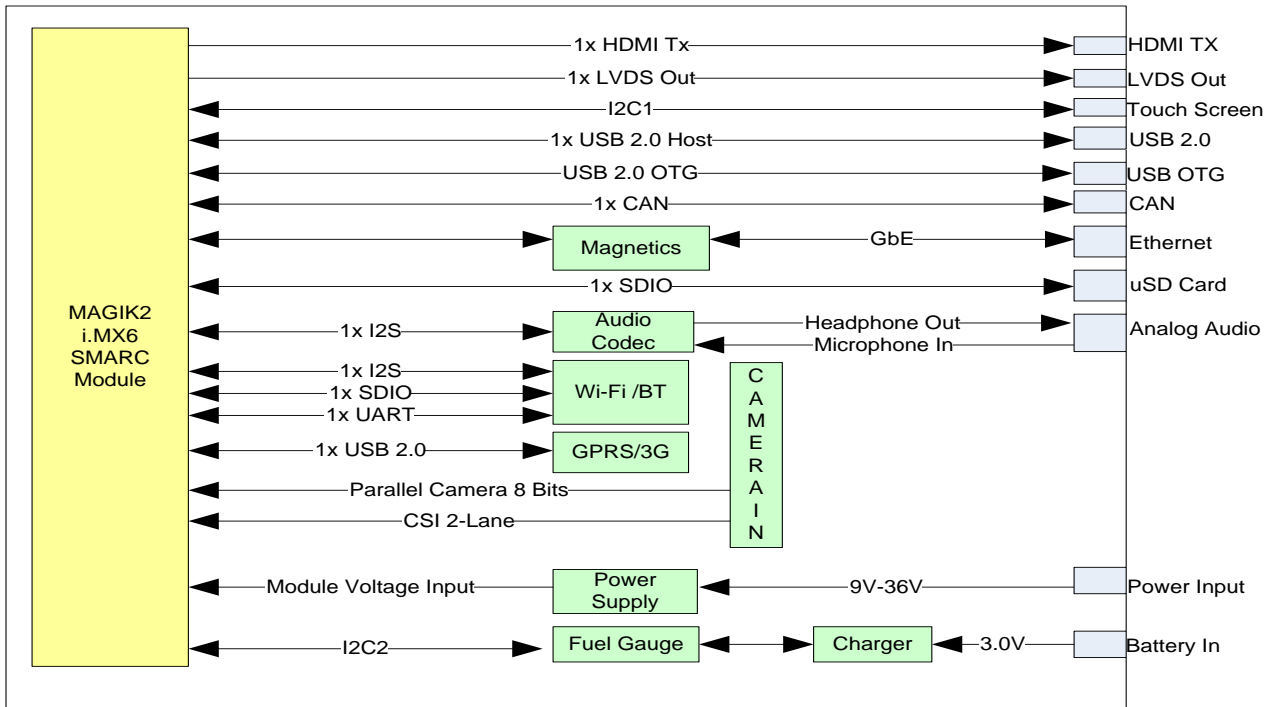 1x HDMI Tx
HDMI TX
1x LVDS Out
LVDS Out
I2C1
Touch Screen
1x USB 2.0 Host
USB 2.0
USB 2.0 OTG
USB OTG
1x CAN
CAN
Magnetics
GbE
Ethernet
1x SDIO
uSD Card
MAGIK2
i.MX6
SMARC
Module
1x I2S
Audio
Codec
Headphone Out
Microphone In
Analog Audio
1x I2S
1x SDIO
1x UART
Wi-Fi /BT
1x USB 2.0
GPRS/3G
C
A
M
E
R
A
I
N
Parallel Camera 8 Bits
CSI 2-Lane
Module Voltage Input
Power
Supply
9V-36V
Power Input
I2C2
Fuel Gauge
Charger
3.0V
Battery In